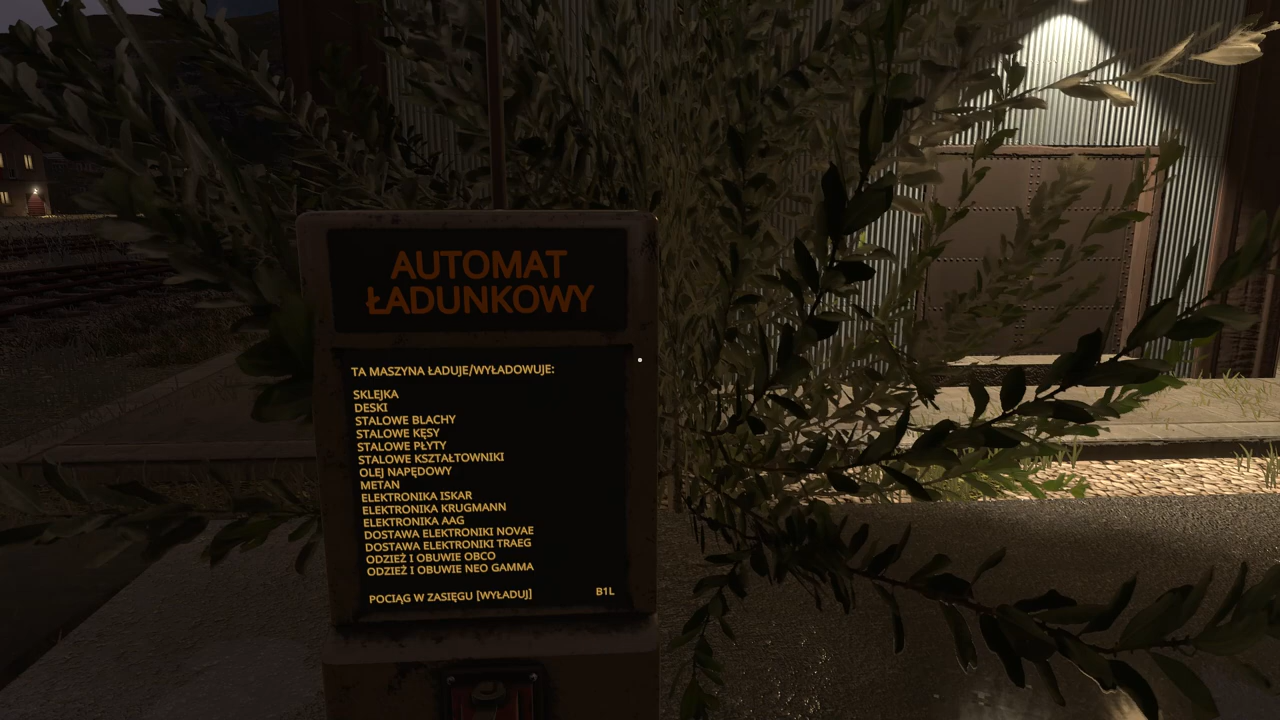 AUTOMAT
ŁADUNKOWY
TA MASZYNA ŁADUJE/WYŁADOWUJE:
SKLEJKA
DESKI
STALOWE BLACHY
STALOWE KĘSY
STALOWE PŁYTY
STALOWE KSZTAŁTOWNIKI
OLEJ NAPĘDOWY
METAN
ELEKTRONIKA ISKAR
ELEKTRONIKA KRUGMANN
ELEKTRONIKA AAG
DOSTAWA ELEKTRONIKI NOVAE
DOSTAWA ELEKTRONIKI TRAEG
ODZIEŻ I OBUWIE OBCO
ODZIEŻ I OBUWIE NEO GAMMA
POCIĄG W ZASIĘGU [WYŁADUJ] B1L